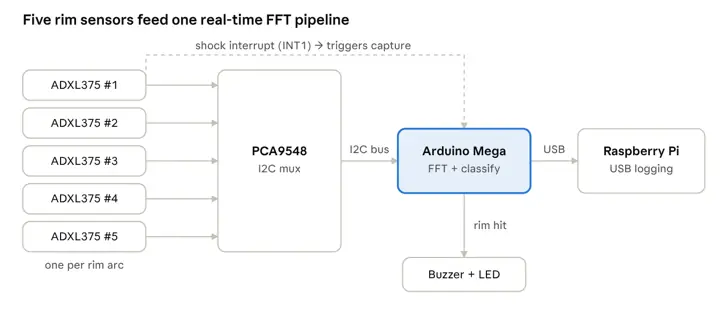 Five rim sensors feed one real-time FFT pipeline
shock interrupt (INT1) → triggers capture
ADXL375 #1
ADXL375 #2
ADXL375 #3
ADXL375 #4
ADXL375 #5
one per rim arc
PCA9548
I2C mux
I2C bus
Arduino Mega
FFT + classify
USB
Raspberry Pi
USB logging
rim hit
Buzzer + LED